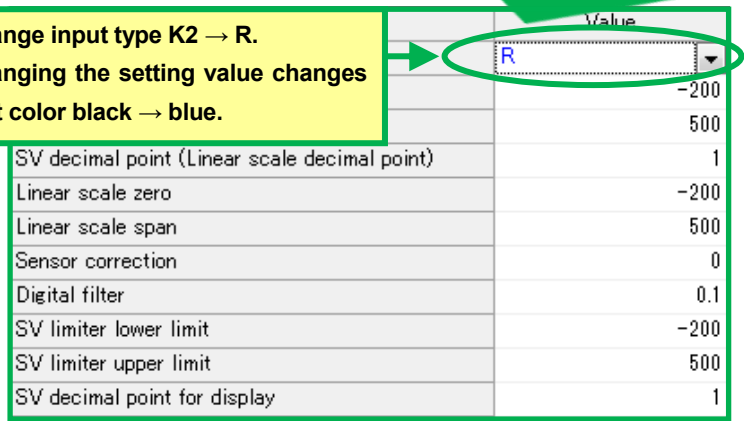 ange input type K2 → R.
anging the setting value changes
t color black → blue.
Value
R
-200
500
SV decimal point (Linear scale decimal point) 1
Linear scale zero -200
Linear scale span 500
Sensor correction 0
Digital filter 0.1
SV limiter lower limit -200
SV limiter upper limit 500
SV decimal point for display 1